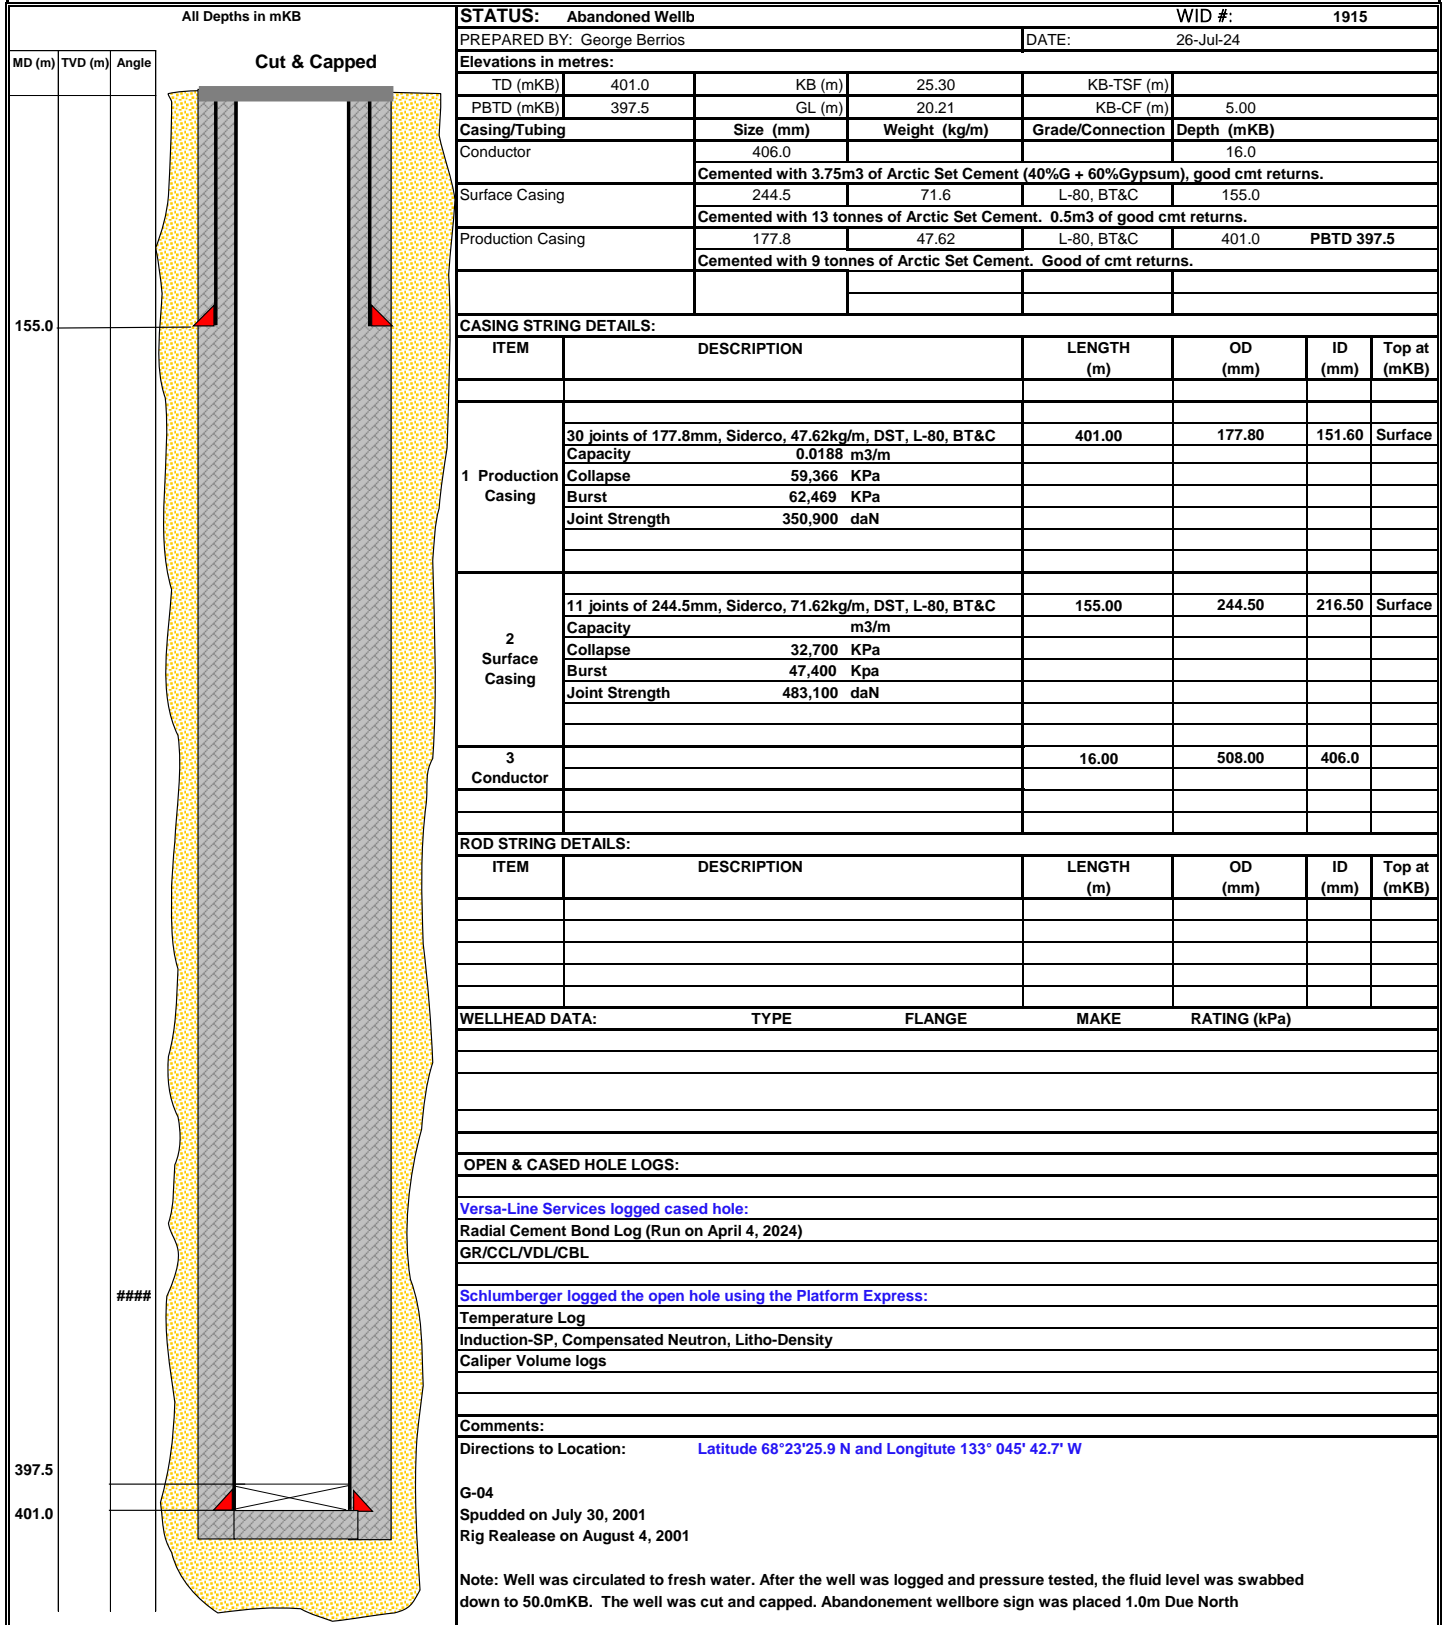 All Depths in mKB
MD (m) TVD (m) Angle
Cut & Capped
155.0
####
397.5
401.0
STATUS: Abandoned Wellb WID #: 1915
PREPARED BY: George Berrios DATE: 26-Jul-24
Elevations in metres:
TD (mKB) 401.0 KB (m) 25.30 KB-TSF (m)
PBTD (mKB) 397.5 GL (m) 20.21 KB-CF (m) 5.00
Casing/Tubing Size (mm) Weight (kg/m) Grade/Connection Depth (mKB)
Conductor 406.0 16.0
Cemented with 3.75m3 of Arctic Set Cement (40%G + 60%Gypsum), good cmt returns.
Surface Casing 244.5 71.6 L-80, BT&C 155.0
Cemented with 13 tonnes of Arctic Set Cement. 0.5m3 of good cmt returns.
Production Casing 177.8 47.62 L-80, BT&C 401.0 PBTD 397.5
Cemented with 9 tonnes of Arctic Set Cement. Good of cmt returns.
CASING STRING DETAILS:
ITEM DESCRIPTION LENGTH OD ID Top at
(m) (mm) (mm) (mKB)
30 joints of 177.8mm, Siderco, 47.62kg/m, DST, L-80, BT&C 401.00 177.80 151.60 Surface
Capacity 0.0188 m3/m
1 Production Collapse 59,366 KPa
Casing Burst 62,469 KPa
Joint Strength 350,900 daN
11 joints of 244.5mm, Siderco, 71.62kg/m, DST, L-80, BT&C 155.00 244.50 216.50 Surface
Capacity m3/m
2
Surface Collapse 32,700 KPa
Casing Burst 47,400 Kpa
Joint Strength 483,100 daN
3 16.00 508.00 406.0
Conductor
ROD STRING DETAILS:
ITEM DESCRIPTION LENGTH OD ID Top at
(m) (mm) (mm) (mKB)
WELLHEAD DATA: TYPE FLANGE MAKE RATING (kPa)
OPEN & CASED HOLE LOGS:
Versa-Line Services logged cased hole:
Radial Cement Bond Log (Run on April 4, 2024)
GR/CCL/VDL/CBL
Schlumberger logged the open hole using the Platform Express:
Temperature Log
Induction-SP, Compensated Neutron, Litho-Density
Caliper Volume logs
Comments:
Directions to Location: Latitude 68°23'25.9 N and Longitute 133° 045' 42.7' W
G-04
Spudded on July 30, 2001
Rig Realease on August 4, 2001
Note: Well was circulated to fresh water. After the well was logged and pressure tested, the fluid level was swabbed
down to 50.0mKB. The well was cut and capped. Abandonement wellbore sign was placed 1.0m Due North